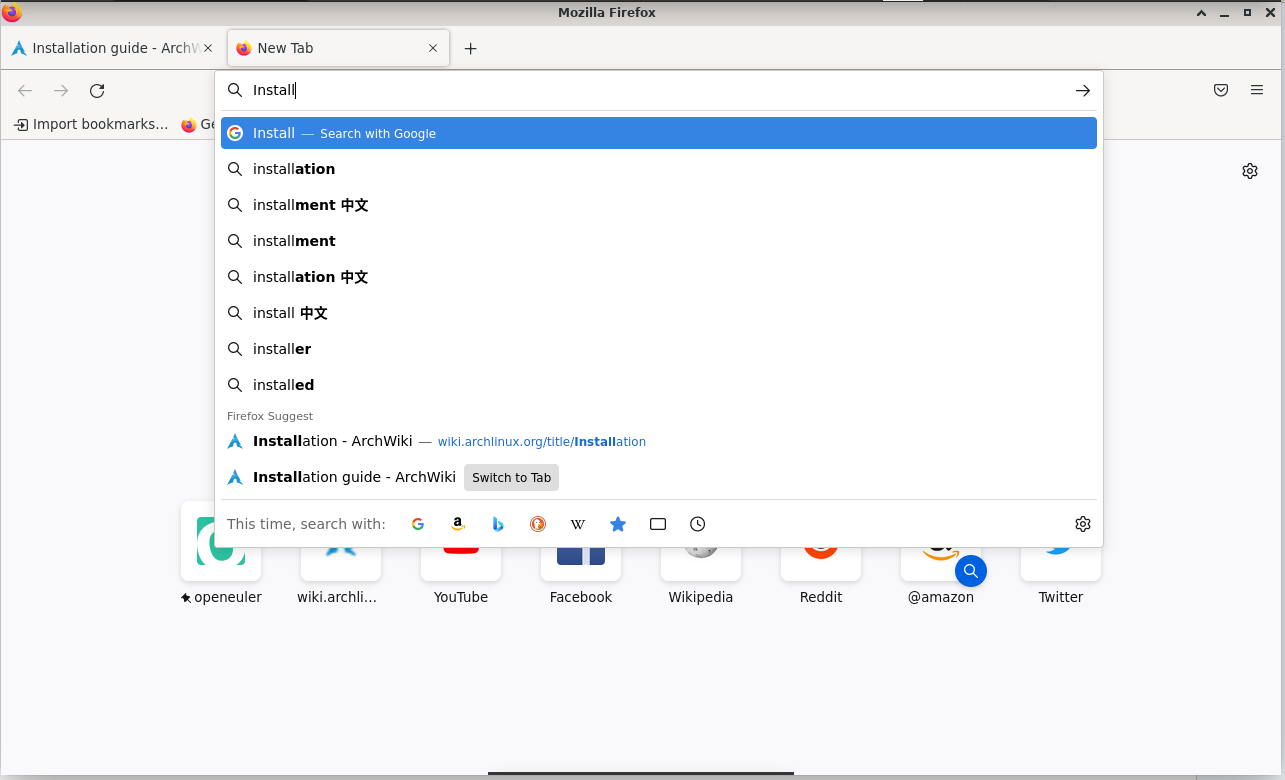 Mozilla Firefox
Installation guide - ArchW
New Tab
Install
Import bookmarks…
Ge
Install — Search with Google
installation
installment 中文
installment
installation 中文
install 中文
installer
installed
Firefox Suggest
Installation - ArchWiki — wiki.archlinux.org/title/Installation
Installation guide - ArchWiki Switch to Tab
This time, search with:
openeuler
wiki.archli…
YouTube
Facebook
Wikipedia
Reddit
@amazon
Twitter